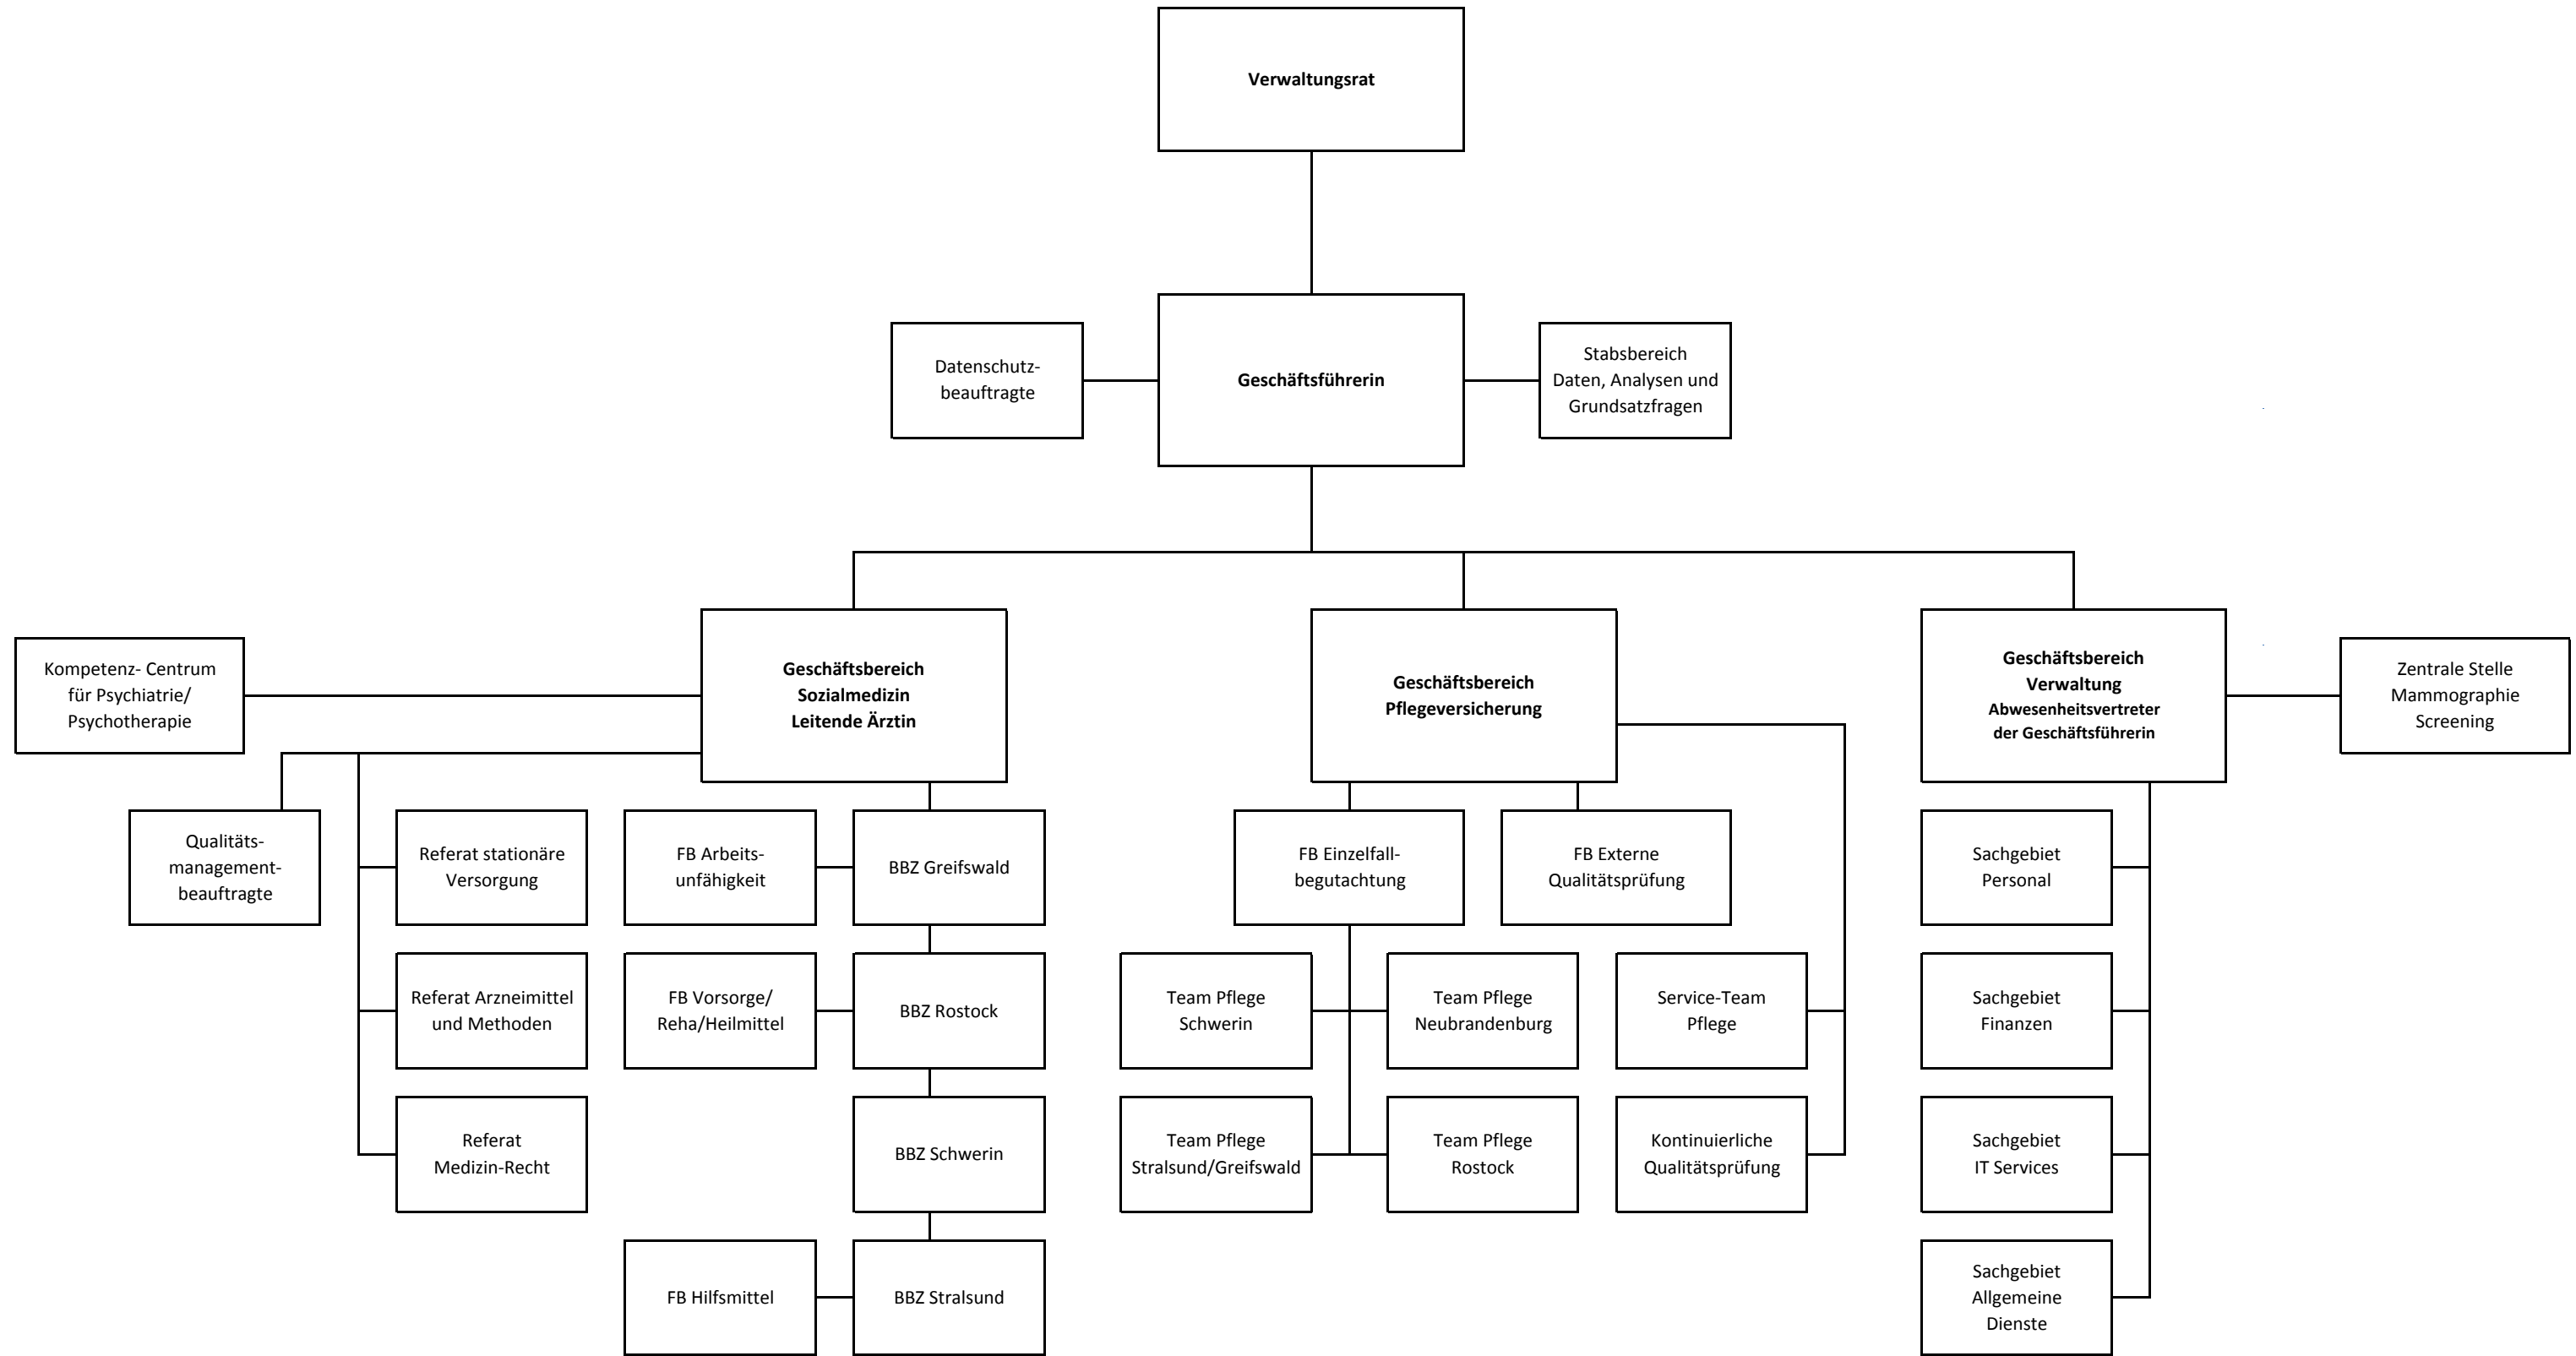 Verwaltungsrat
Datenschutz-
beauftragte
Geschäftsführerin
Stabsbereich
Daten, Analysen und
Grundsatzfragen
Kompetenz- Centrum
für Psychiatrie/
Psychotherapie
Geschäftsbereich
Sozialmedizin
Leitende Ärztin
Geschäftsbereich
Pflegeversicherung
Geschäftsbereich
Verwaltung
Abwesenheitsvertreter
der Geschäftsführerin
Zentrale Stelle
Mammographie
Screening
Qualitäts-
management-
beauftragte
Referat stationäre
Versorgung
FB Arbeits-
unfähigkeit
BBZ Greifswald
FB Einzelfall-
begutachtung
FB Externe
Qualitätsprüfung
Sachgebiet
Personal
Referat Arzneimittel
und Methoden
FB Vorsorge/
Reha/Heilmittel
BBZ Rostock
Team Pflege
Schwerin
Team Pflege
Neubrandenburg
Service-Team
Pflege
Sachgebiet
Finanzen
Referat
Medizin-Recht
BBZ Schwerin
Team Pflege
Stralsund/Greifswald
Team Pflege
Rostock
Kontinuierliche
Qualitätsprüfung
Sachgebiet
IT Services
FB Hilfsmittel
BBZ Stralsund
Sachgebiet
Allgemeine
Dienste